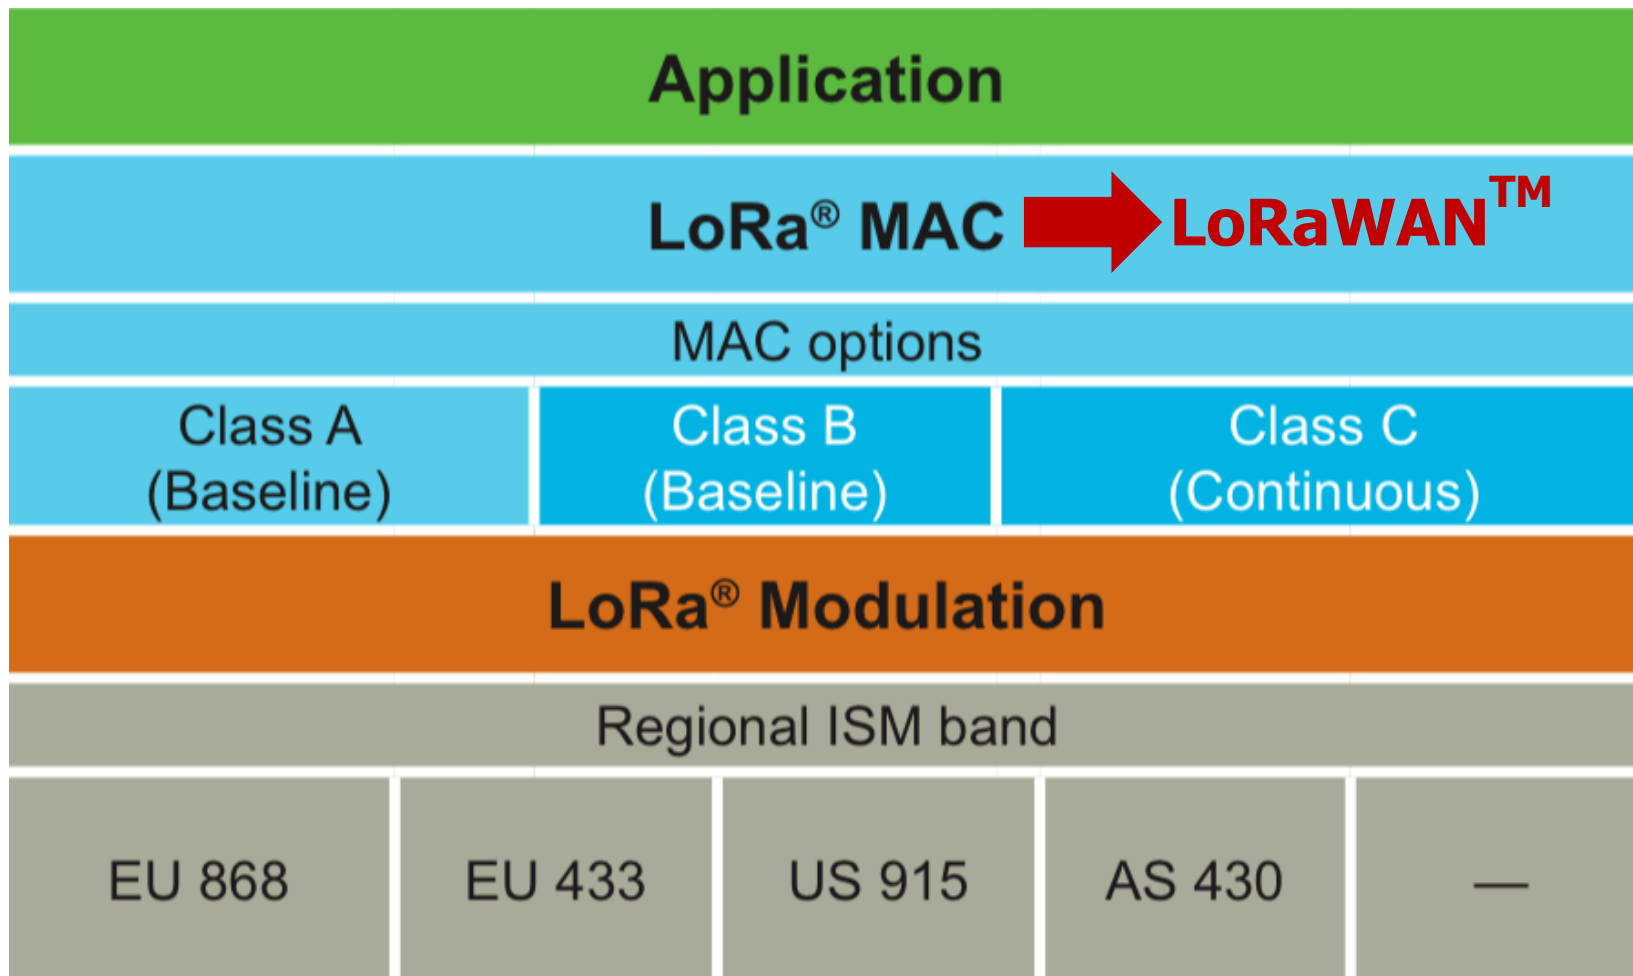 Application
LoRa® MAC LoRaWAN™
MAC options
Class A
(Baseline)
Class B
(Baseline)
Class C
(Continuous)
LoRa® Modulation
Regional ISM band
EU 868
EU 433
US 915
AS 430
—